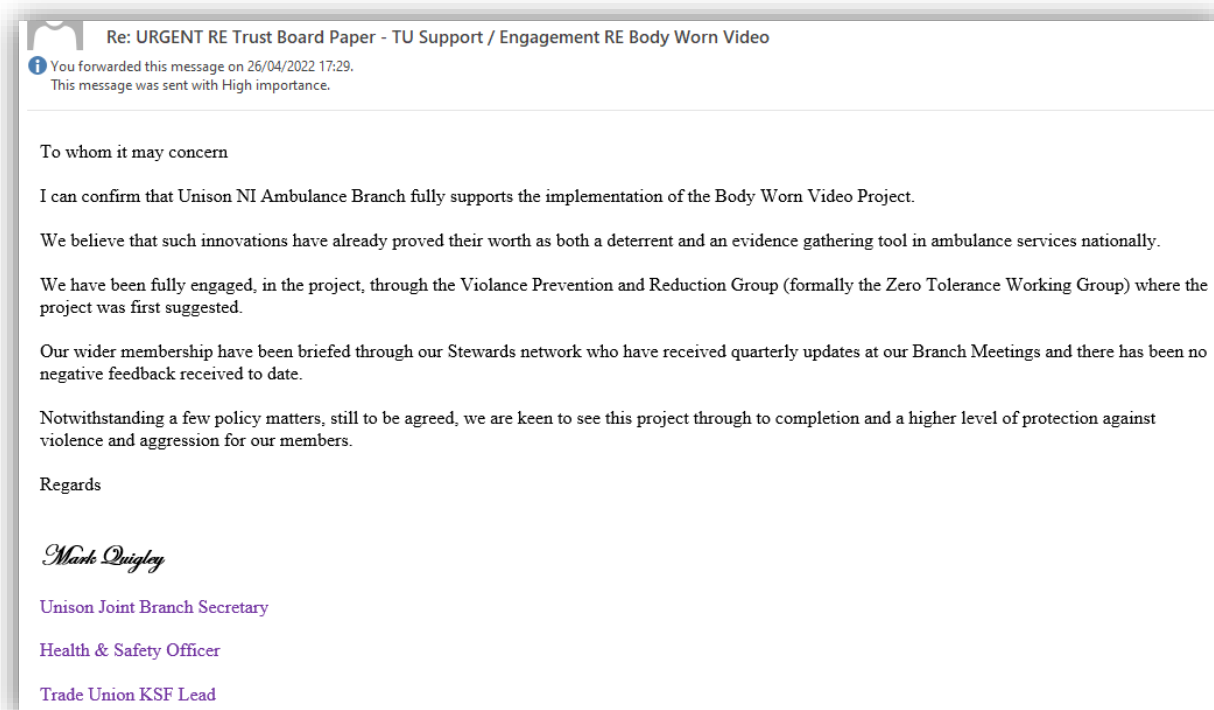 Re: URGENT RE Trust Board Paper - TU Support / Engagement RE Body Worn Video
You forwarded this message on 26/04/2022 17:29.
This message was sent with High importance.
To whom it may concern
I can confirm that Unison NI Ambulance Branch fully supports the implementation of the Body Worn Video Project.
We believe that such innovations have already proved their worth as both a deterrent and an evidence gathering tool in ambulance services nationally.
We have been fully engaged, in the project, through the Violance Prevention and Reduction Group (formally the Zero Tolerance Working Group) where the
project was first suggested.
Our wider membership have been briefed through our Stewards network who have received quarterly updates at our Branch Meetings and there has been no
negative feedback received to date.
Notwithstanding a few policy matters, still to be agreed, we are keen to see this project through to completion and a higher level of protection against
violence and aggression for our members.
Regards
Mark Quigley
Unison Joint Branch Secretary
Health & Safety Officer
Trade Union KSF Lead